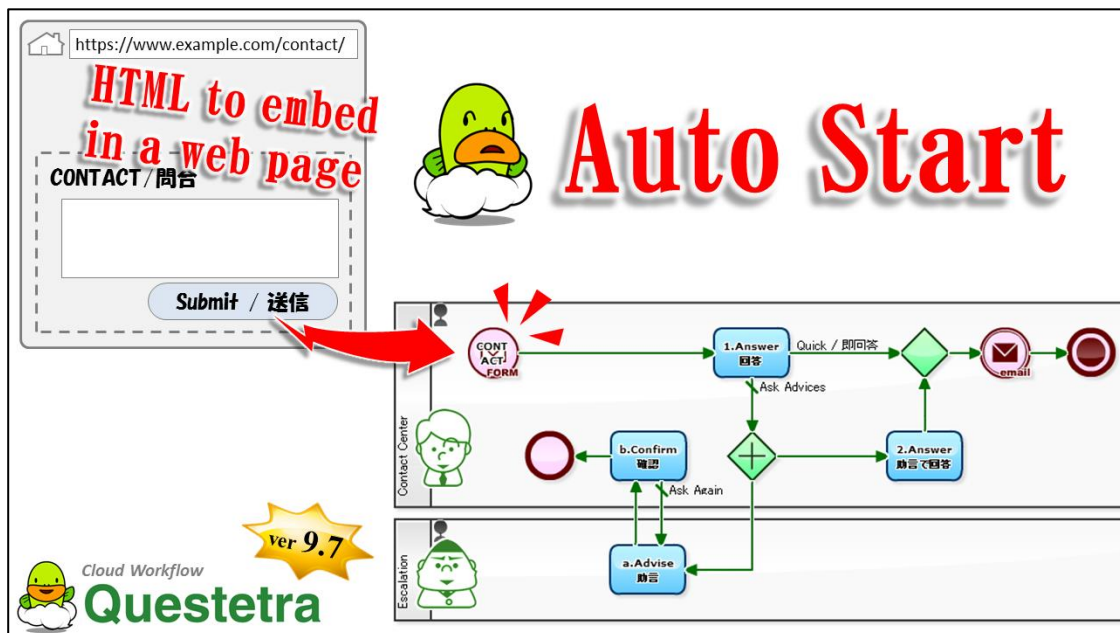 https://www.example.com/contact/
HTML to embed
in a web page
CONTACT/問合
Submit / 送信
Auto Start
CONT
ACT
FORM
1.Answer
回答
Quick / 即回答
email
Ask Advices
Contact Center
b.Confirm
確認
2.Answer
助言で回答
Ask Again
Escalation
a.Advise
助言
ver 9.7
Cloud Workflow
Questetra